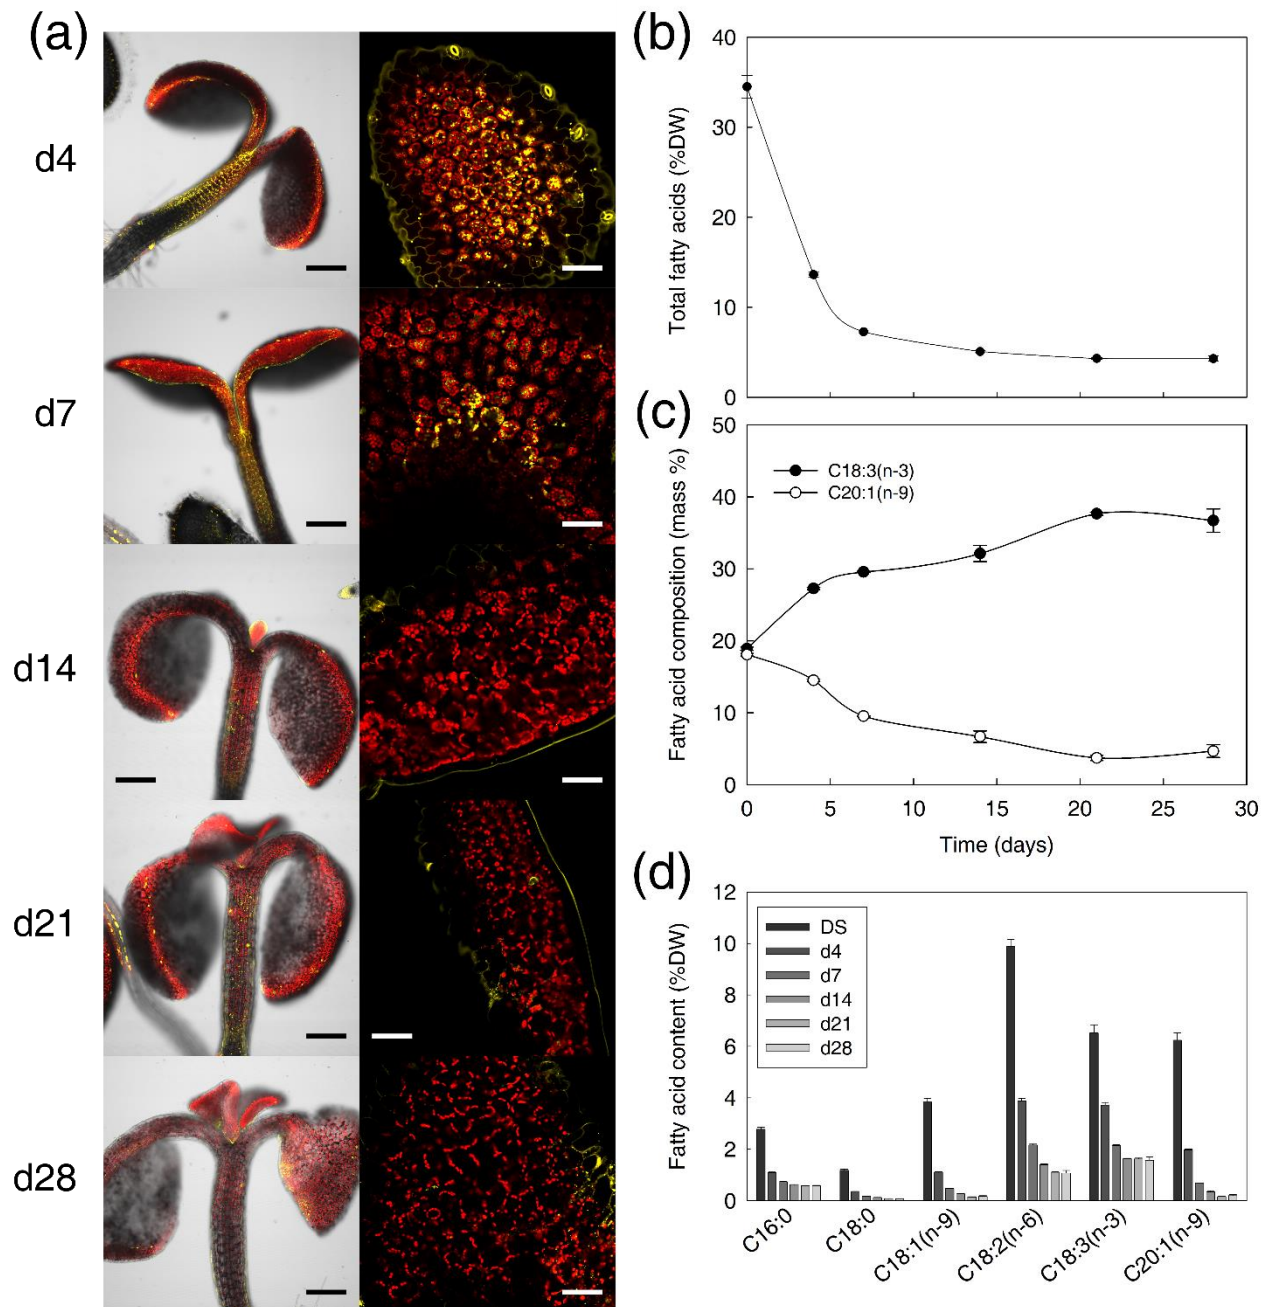 (a)
d4
d7
d14
d21
d28
(b)
Total fatty acids (%DW)
40
30
20
10
0
(c)
Fatty acid composition (mass %)
50
40
30
20
10
0
C18:3(n-3)
C20:1(n-9)
0 5 10 15 20 25 30
Time (days)
(d)
Fatty acid content (%DW)
12
10
8
6
4
2
0
DS
d4
d7
d14
d21
d28
C16:0
C18:0
C18:1(n-9)
C18:2(n-6)
C18:3(n-3)
C20:1(n-9)